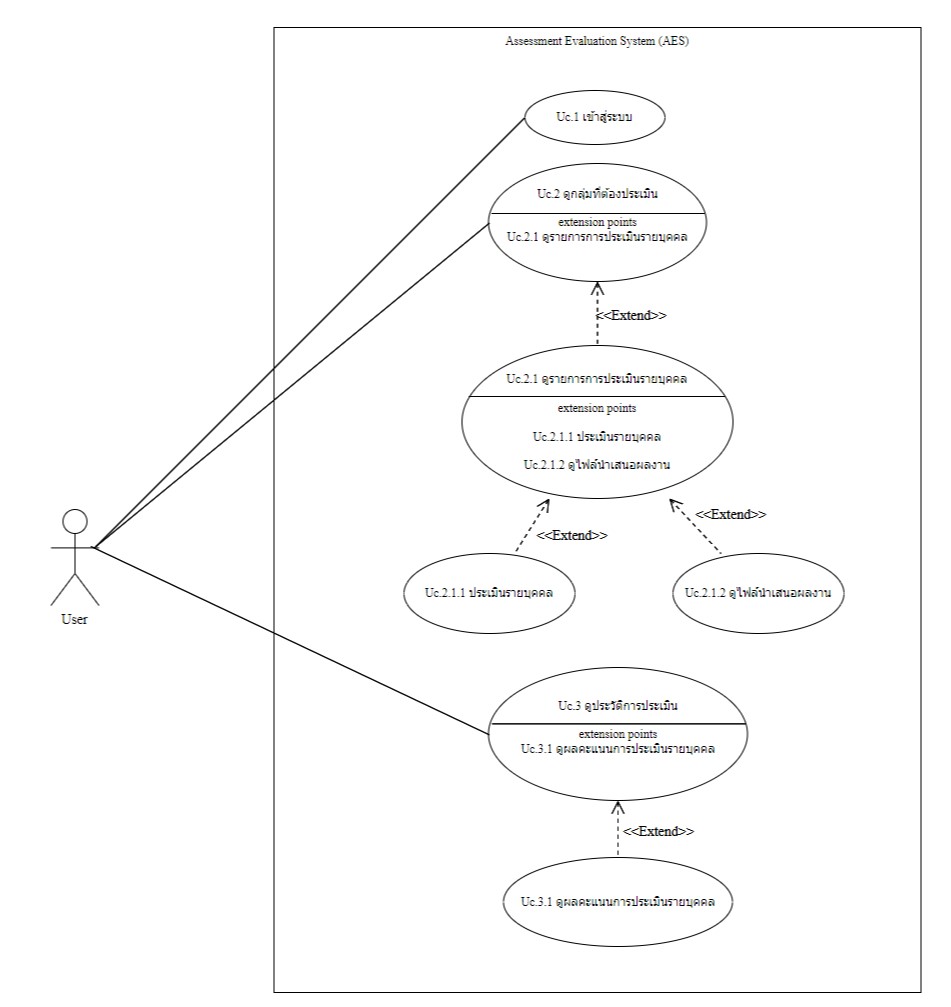 Assessment Evaluation System (AES)
Uc.1 เข้าสู่ระบบ
Uc.2 ดูกลุ่มที่ต้องประเมิน
extension points
Uc.2.1 ดูรายการการประเมินรายบุคคล
<<Extend>>
Uc.2.1 ดูรายการการประเมินรายบุคคล
extension points
Uc.2.1.1 ประเมินรายบุคคล
Uc.2.1.2 ดูไฟล์นำเสนอผลงาน
<<Extend>>
<<Extend>>
Uc.2.1.1 ประเมินรายบุคคล
Uc.2.1.2 ดูไฟล์นำเสนอผลงาน
User
Uc.3 ดูประวัติการประเมิน
extension points
Uc.3.1 ดูผลคะแนนการประเมินรายบุคคล
<<Extend>>
Uc.3.1 ดูผลคะแนนการประเมินรายบุคคล